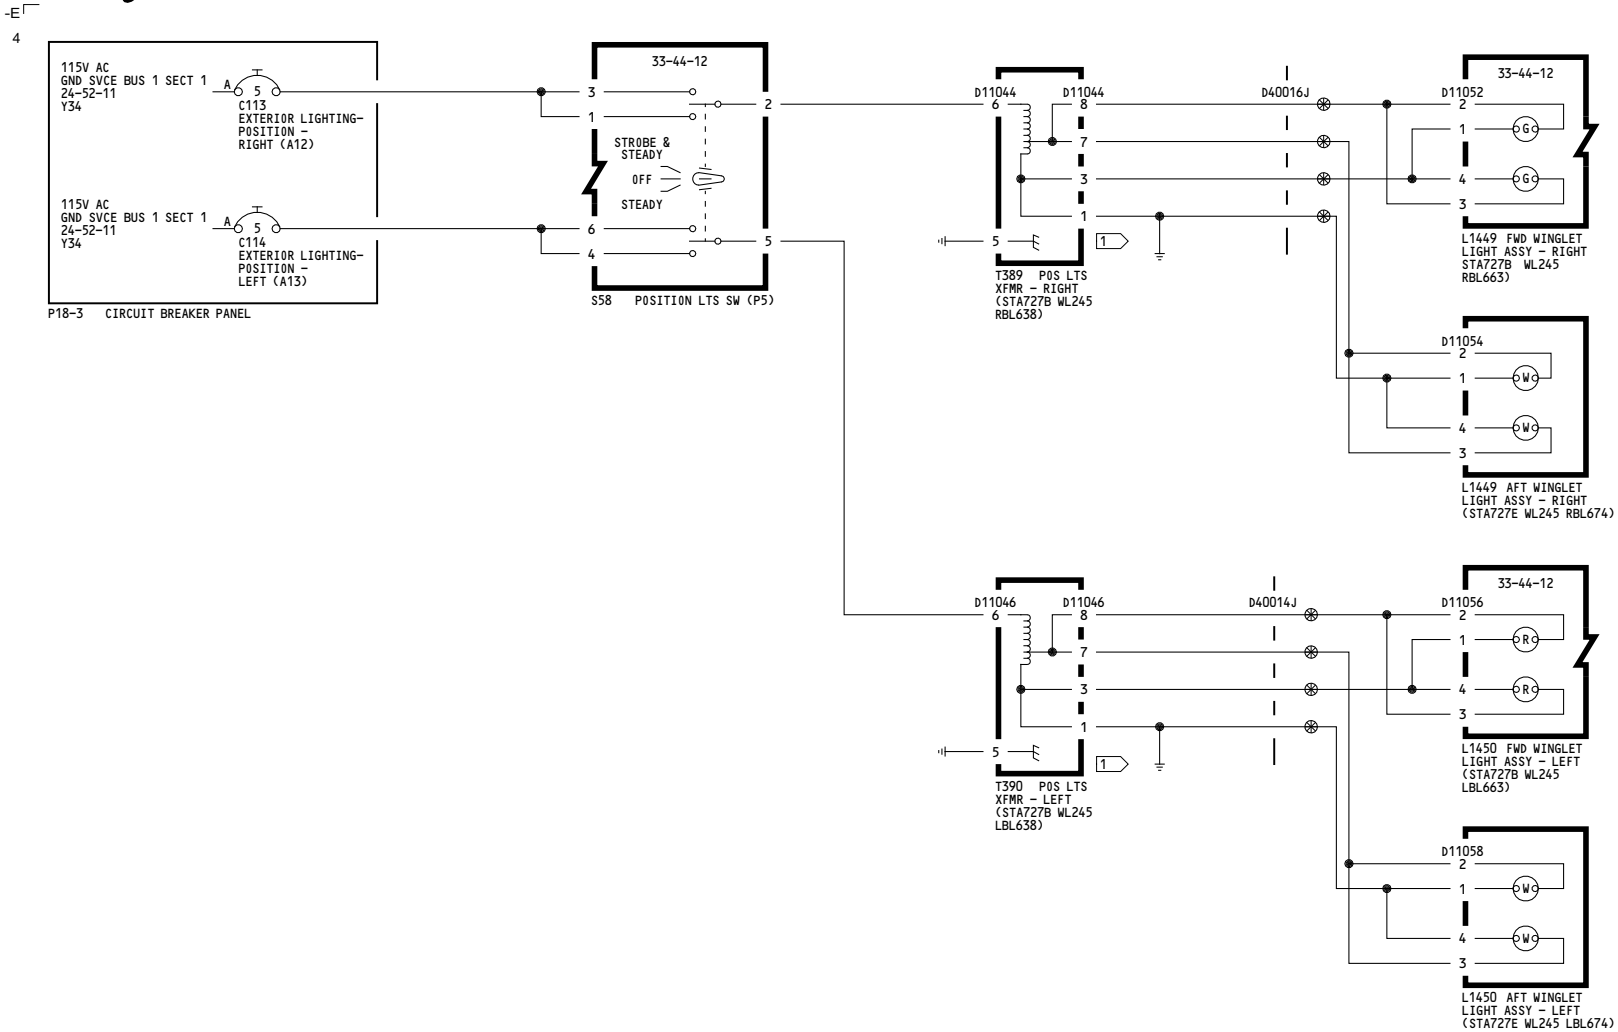 -E
4
115V AC
GND SVCE BUS 1 SECT 1
24-52-11
Y34
A
5
C113
EXTERIOR LIGHTING-
POSITION -
RIGHT (A12)
115V AC
GND SVCE BUS 1 SECT 1
24-52-11
Y34
A
5
C114
EXTERIOR LIGHTING-
POSITION -
LEFT (A13)
P18-3 CIRCUIT BREAKER PANEL
33-44-12
3
1
2
STROBE &
STEADY
OFF
STEADY
6
4
5
S58 POSITION LTS SW (P5)
D11044
6
D11044
8
7
3
1
5
1
T389 POS LTS
XFMR - RIGHT
(STA727B WL245
RBL638)
D40016J
33-44-12
D11052
2
1
G
4
G
3
L1449 FWD WINGLET
LIGHT ASSY - RIGHT
STA727B WL245
RBL663)
D11054
2
1
W
4
W
3
L1449 AFT WINGLET
LIGHT ASSY - RIGHT
(STA727E WL245 RBL674)
D11046
6
D11046
8
7
3
1
5
1
T390 POS LTS
XFMR - LEFT
(STA727B WL245
LBL638)
D40014J
33-44-12
D11056
2
1
R
4
R
3
L1450 FWD WINGLET
LIGHT ASSY - LEFT
(STA727B WL245
LBL663)
D11058
2
1
W
4
W
3
L1450 AFT WINGLET
LIGHT ASSY - LEFT
(STA727E WL245 LBL674)